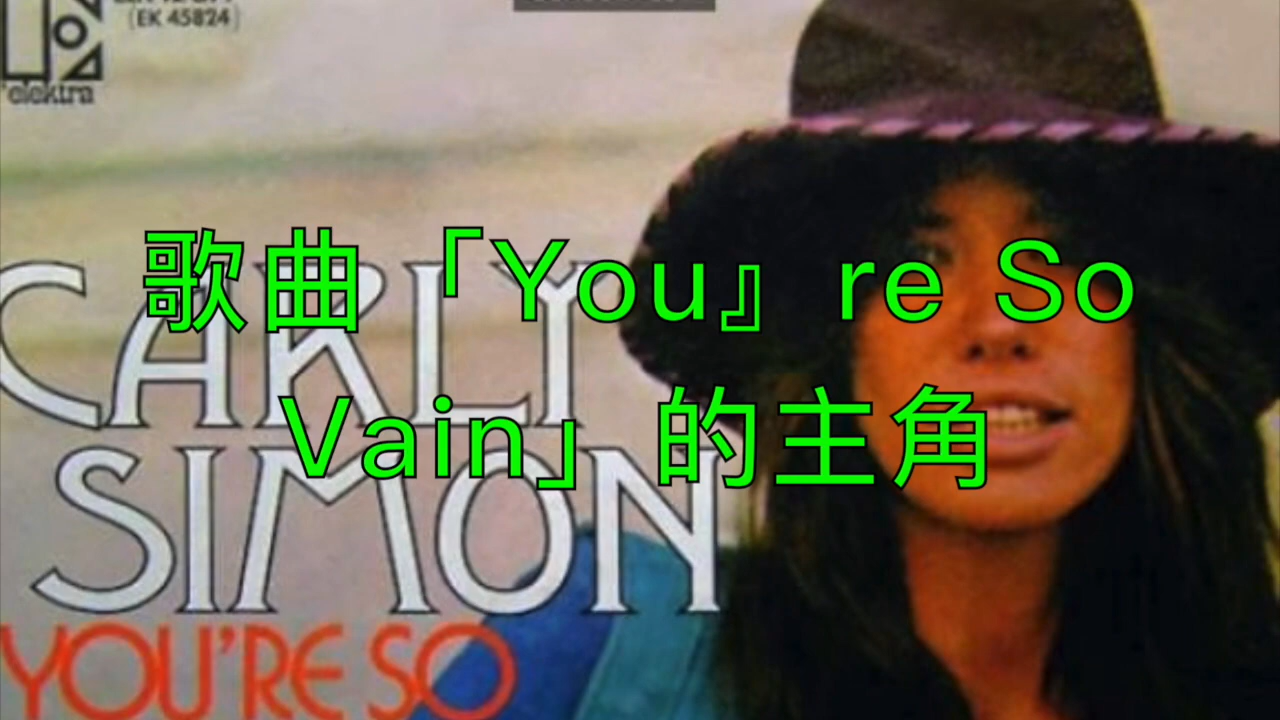 (EK 45824)
elektra
歌曲「You』re So
Vain」的主角
CARLY
SIMON
YOU'RE SO